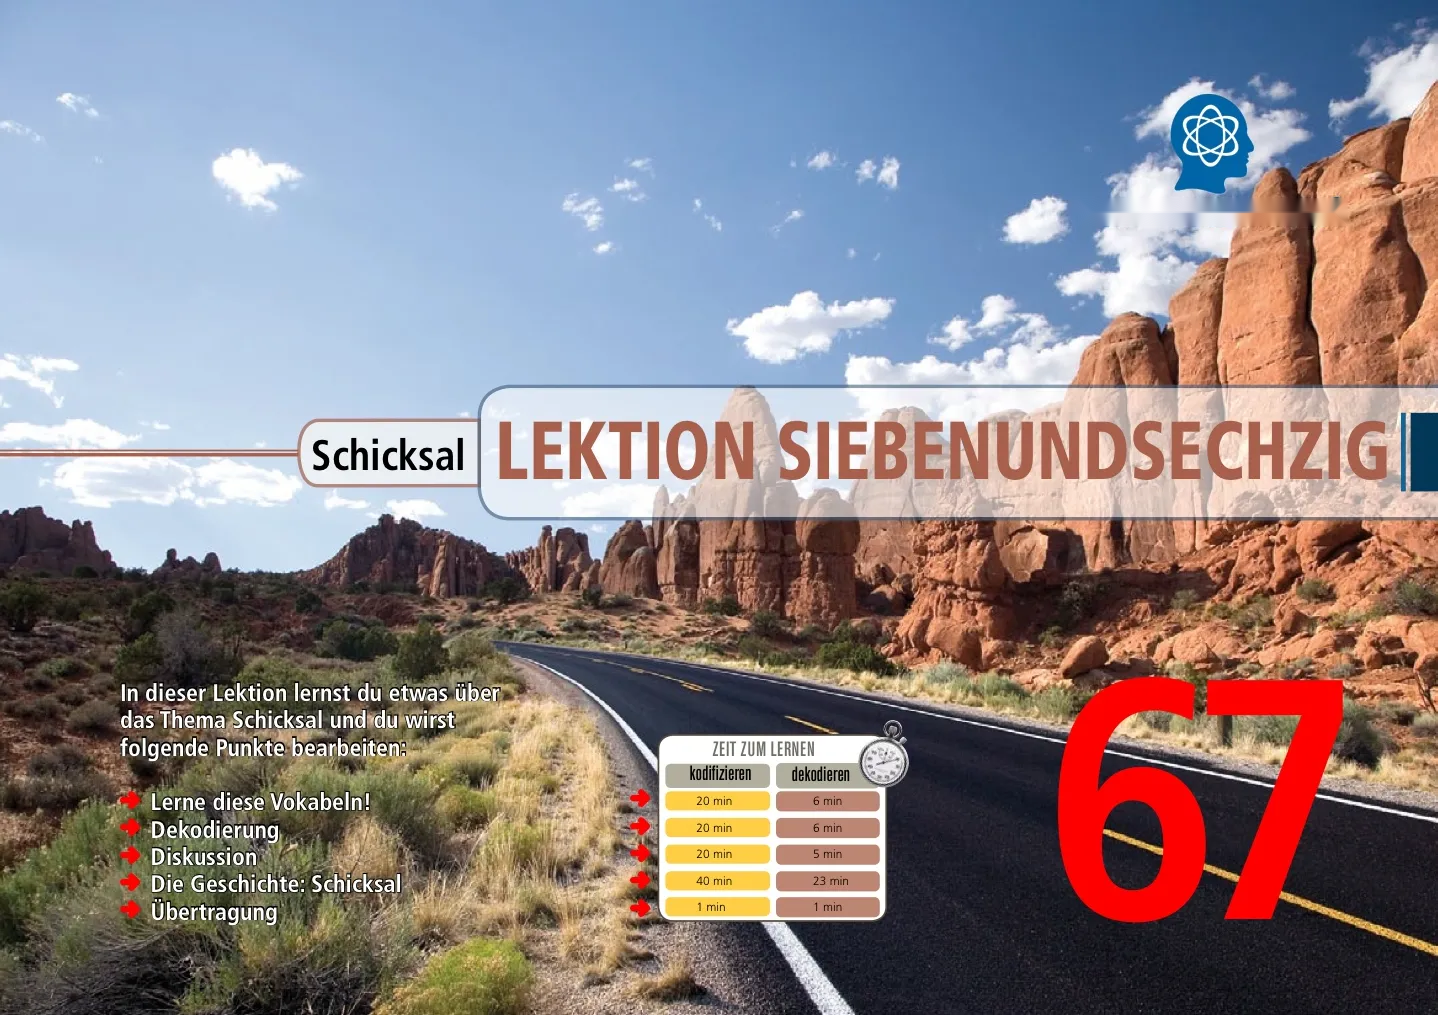 Schicksal
LEKTION SIEBENUNDSECHZIG
In dieser Lektion lernst du etwas über
das Thema Schicksal und du wirst
folgende Punkte bearbeiten:
Lerne diese Vokabeln!
Dekodierung
Diskussion
Die Geschichte: Schicksal
Übertragung
ZEIT ZUM LERNEN
kodifizieren dekodieren
20 min 6 min
20 min 6 min
20 min 5 min
40 min 23 min
1 min 1 min
67